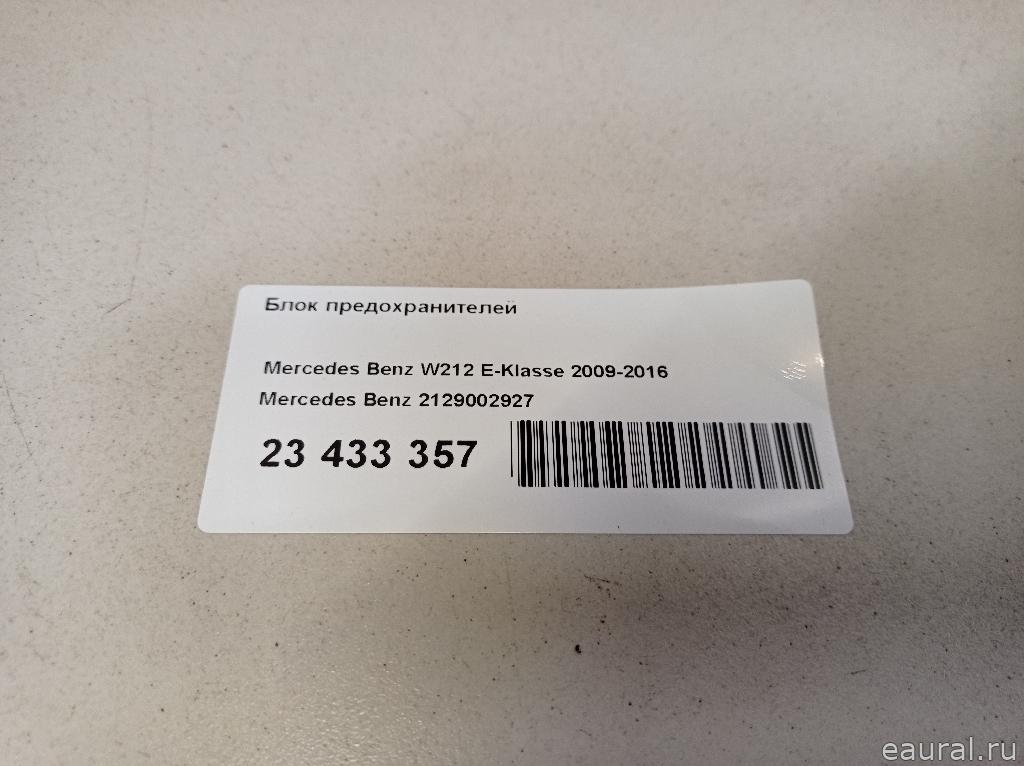 Блок предохранителей
Mercedes Benz W212 E-Klasse 2009-2016
Mercedes Benz 2129002927
23 433 357
eaural.ru